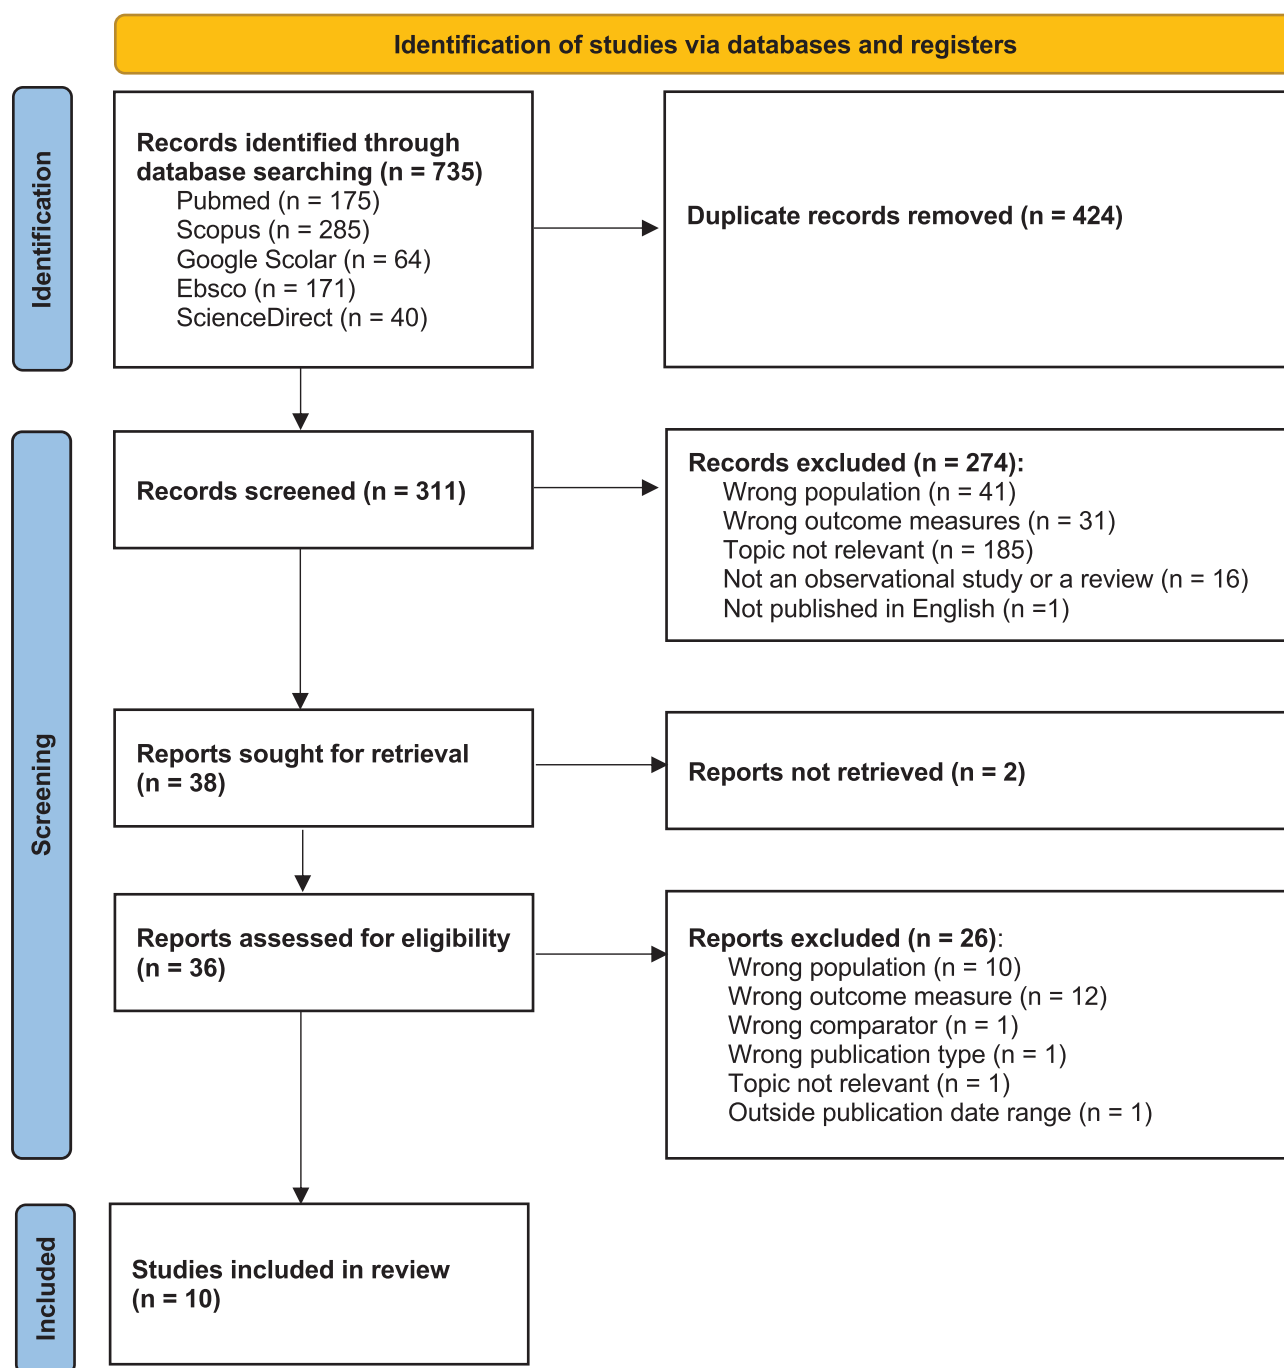 Identification of studies via databases and registers
Identification
Records identified through
database searching (n = 735)
Pubmed (n = 175)
Scopus (n = 285)
Google Scolar (n = 64)
Ebsco (n = 171)
ScienceDirect (n = 40)
Duplicate records removed (n = 424)
Screening
Records screened (n = 311)
Records excluded (n = 274):
Wrong population (n = 41)
Wrong outcome measures (n = 31)
Topic not relevant (n = 185)
Not an observational study or a review (n = 16)
Not published in English (n =1)
Reports sought for retrieval
(n = 38)
Reports not retrieved (n = 2)
Reports assessed for eligibility
(n = 36)
Reports excluded (n = 26):
Wrong population (n = 10)
Wrong outcome measure (n = 12)
Wrong comparator (n = 1)
Wrong publication type (n = 1)
Topic not relevant (n = 1)
Outside publication date range (n = 1)
Included
Studies included in review
(n = 10)